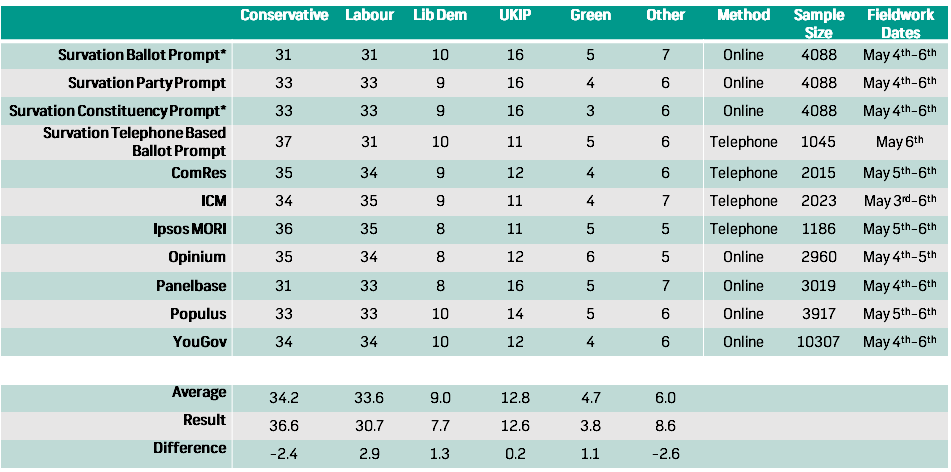 Conservative Labour Lib Dem UKIP Green Other Method Sample Size Fieldwork Dates
Survation Ballot Prompt* 31 31 10 16 5 7 Online 4088 May 4th-6th
Survation Party Prompt 33 33 9 16 4 6 Online 4088 May 4th-6th
Survation Constituency Prompt* 33 33 9 16 3 6 Online 4088 May 4th-6th
Survation Telephone Based Ballot Prompt 37 31 10 11 5 6 Telephone 1045 May 6th
ComRes 35 34 9 12 4 6 Telephone 2015 May 5th-6th
ICM 34 35 9 11 4 7 Telephone 2023 May 3rd-6th
Ipsos MORI 36 35 8 11 5 5 Telephone 1186 May 5th-6th
Opinium 35 34 8 12 6 5 Online 2960 May 4th-5th
Panelbase 31 33 8 16 5 7 Online 3019 May 4th-6th
Populus 33 33 10 14 5 6 Online 3917 May 5th-6th
YouGov 34 34 10 12 4 6 Online 10307 May 4th-6th
Average 34.2 33.6 9.0 12.8 4.7 6.0
Result 36.6 30.7 7.7 12.6 3.8 8.6
Difference -2.4 2.9 1.3 0.2 1.1 -2.6